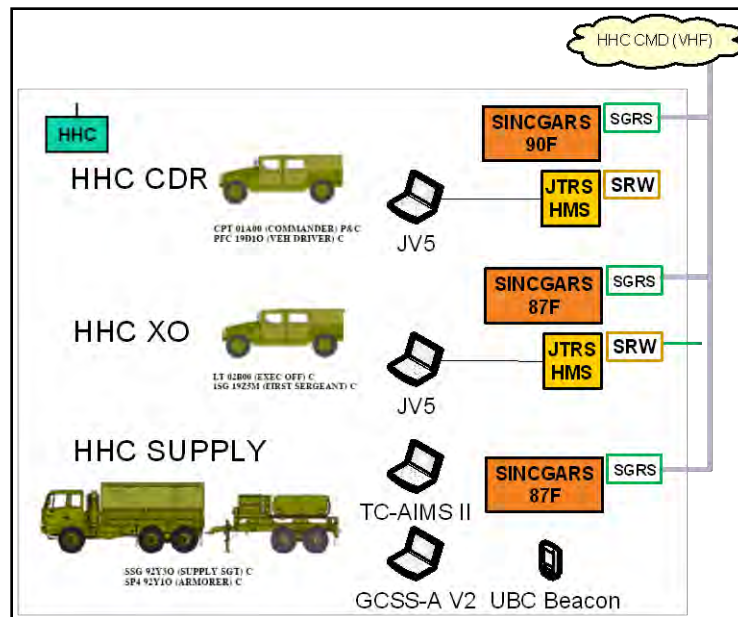 HHC CMD (VHF)
HHC
SINCGARS
90F
SGRS
HHC CDR
JTRS
HMS
SRW
CPT 01A00 (COMMANDER) P&C
PFC 19D1O (VEH DRIVER) C
JV5
SINCGARS
87F
SGRS
HHC XO
JTRS
HMS
SRW
LT 02B00 (EXEC OFF) C
1SG 19Z5M (FIRST SERGEANT) C
JV5
HHC SUPPLY
SINCGARS
87F
SGRS
TC-AIMS II
SSG 92Y3O (SUPPLY SGT) C
SP4 92Y1O (ARMORER) C
GCSS-A V2
UBC Beacon